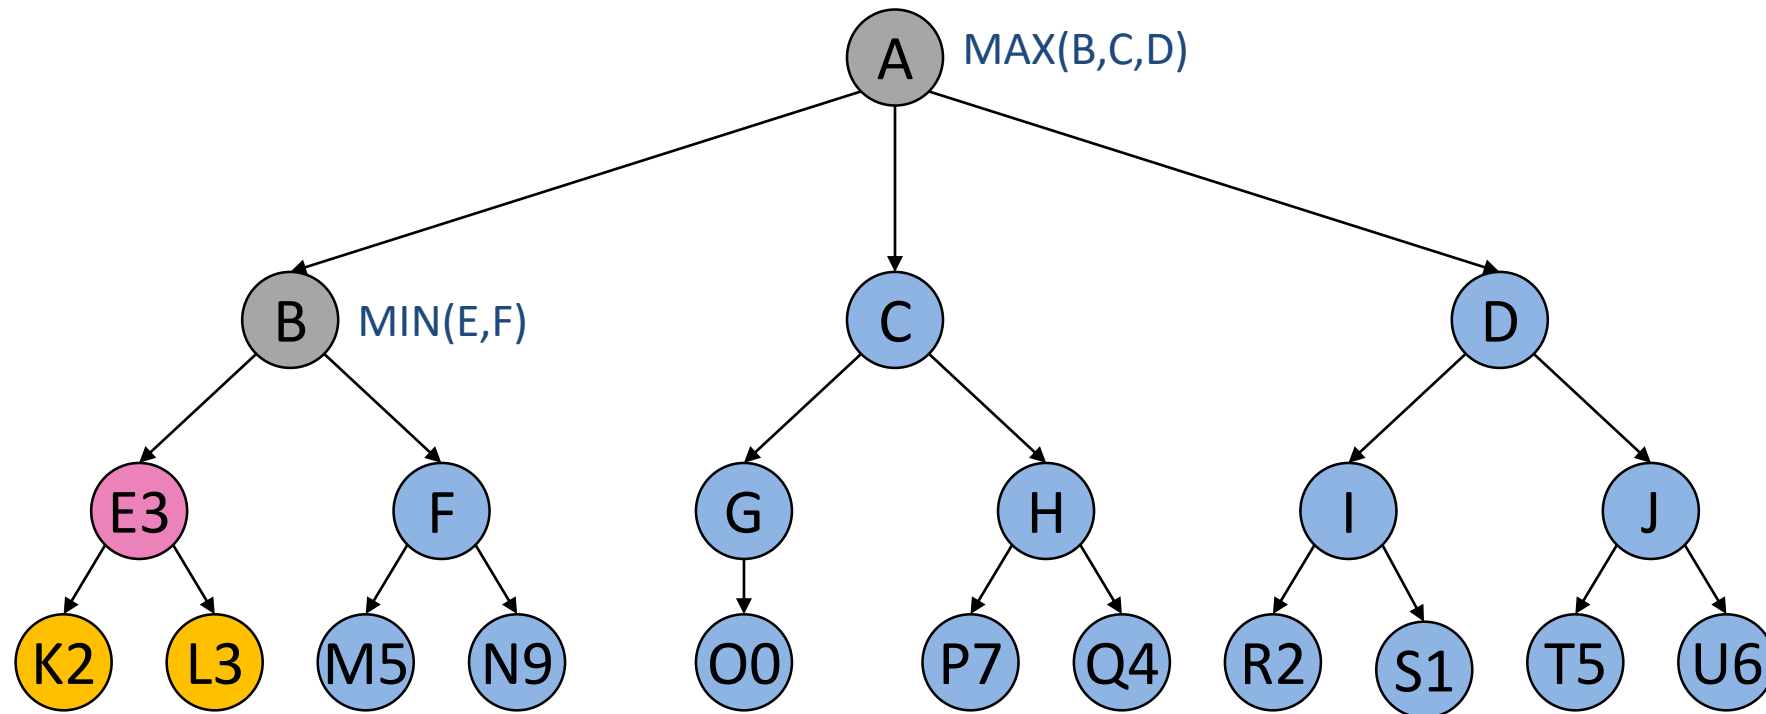 A MAX(B,C,D)
B MIN(E,F) C D
E3 F G H I J
K2 L3 M5 N9 O0 P7 Q4 R2 S1 T5 U6